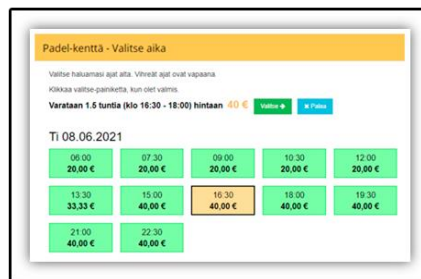 Padel-kenttä - Valitse aika
Valitse haluamasi ajat alta. Vihreät ajat ovat vapaana.
Klikkaa valitse-painiketta, kun olet valmis.
Varataan 1.5 tuntia (klo 16:30 - 18:00) hintaan 40 € Valitse Palaa
Ti 08.06.2021
06:00 07:30 09:00 10:30 12:00
20,00 € 20,00 € 20,00 € 20,00 € 20,00 €
13:30 15:00 16:30 18:00 19:30
33,33 € 40,00 € 40,00 € 40,00 € 40,00 €
21:00 22:30
40,00 € 40,00 €